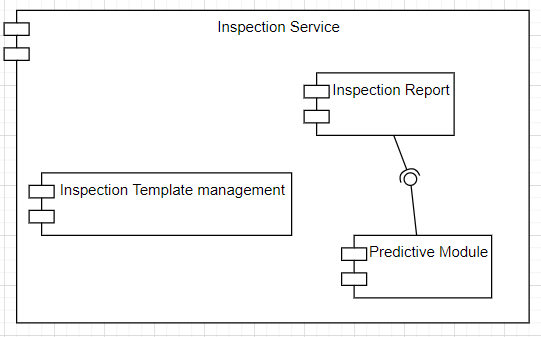 Inspection Service
Inspection Report
Inspection Template management
Predictive Module